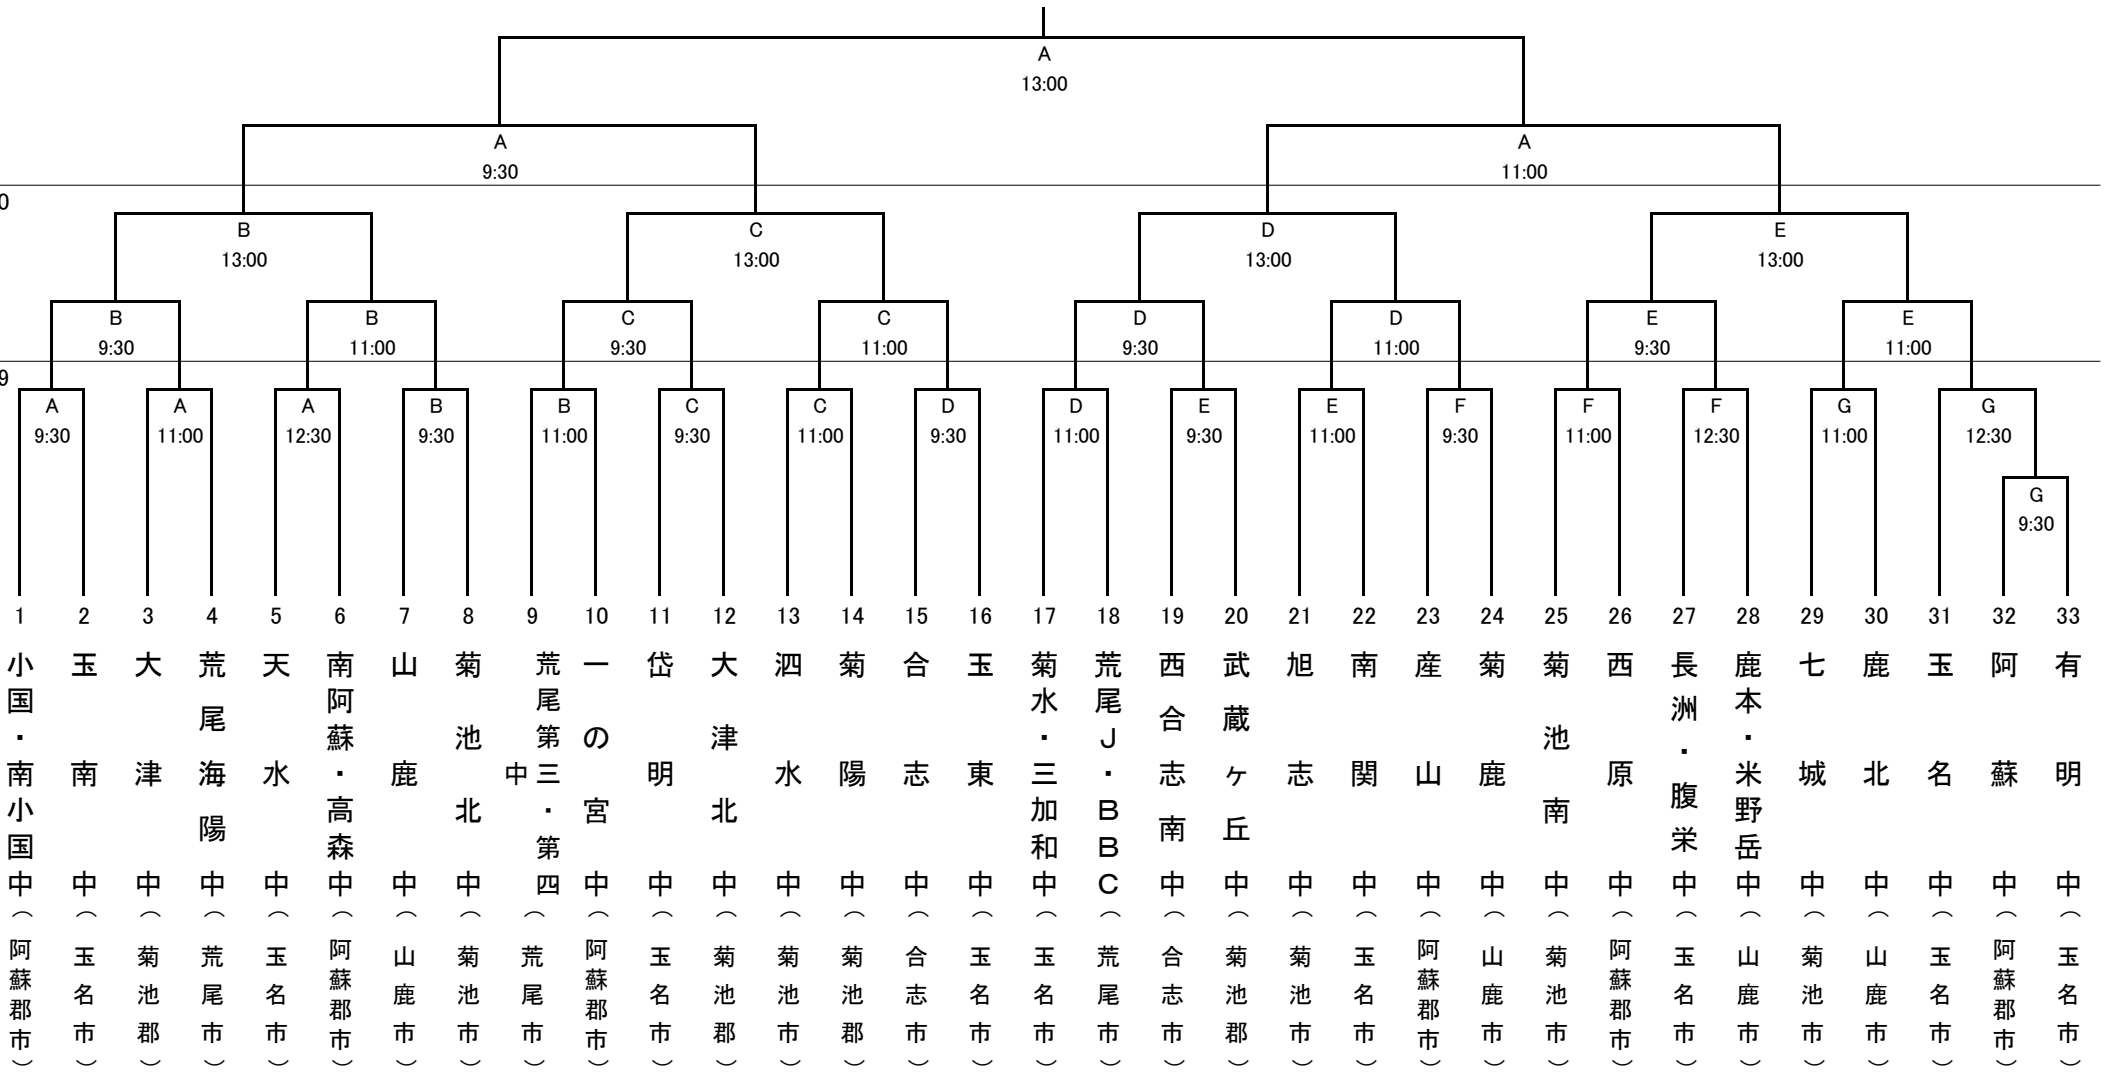 A
13:00
A
9:30
A
11:00
0
B
13:00
C
13:00
D
13:00
E
13:00
B
9:30
B
11:00
C
9:30
C
11:00
D
9:30
D
11:00
E
9:30
E
11:00
9
A
9:30
A
11:00
A
12:30
B
9:30
B
11:00
C
9:30
C
11:00
D
9:30
D
11:00
E
9:30
E
11:00
F
9:30
F
11:00
F
12:30
G
11:00
G
12:30
G
9:30
1
小国・南小国中（阿蘇郡市）
2
玉南中（玉名市）
3
大津中（菊池郡）
4
荒尾海陽中（荒尾市）
5
天水中（玉名市）
6
南阿蘇・高森中（阿蘇郡市）
7
山鹿中（山鹿市）
8
菊池北中（菊池市）
9
荒尾第三・第四
中
（荒尾市）
10
一の宮中（阿蘇郡市）
11
岱明中（玉名市）
12
大津北中（菊池郡）
13
泗水中（菊池市）
14
菊陽中（菊池郡）
15
合志中（合志市）
16
玉東中（玉名市）
17
菊水・三加和中（玉名市）
18
荒尾Ｊ・ＢＢＣ（荒尾市）
19
西合志南中（合志市）
20
武蔵ヶ丘中（菊池郡）
21
旭志中（菊池市）
22
南関中（玉名市）
23
産山中（阿蘇郡市）
24
菊鹿中（山鹿市）
25
菊池南中（菊池市）
26
西原中（阿蘇郡市）
27
長洲・腹栄中（玉名市）
28
鹿本・米野岳中（山鹿市）
29
七城中（菊池市）
30
鹿北中（山鹿市）
31
玉名中（玉名市）
32
阿蘇中（阿蘇郡市）
33
有明中（玉名市）